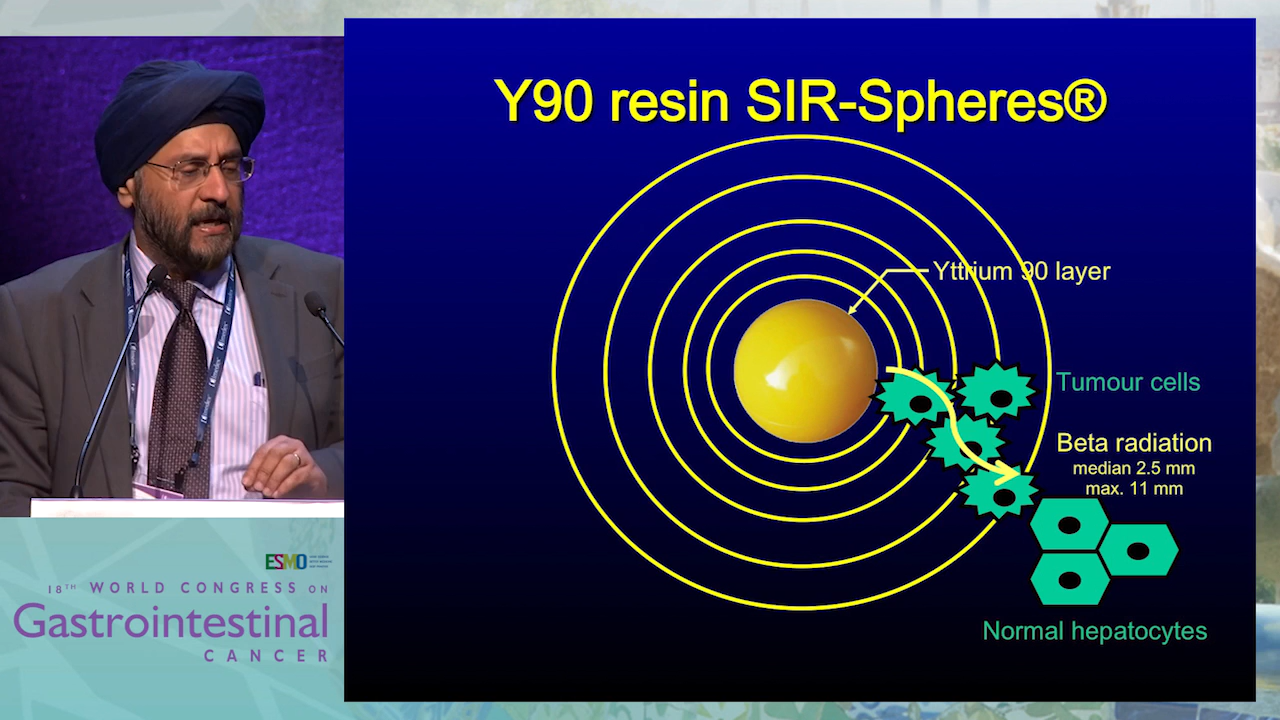 Y90 resin SIR-Spheres®
Yttrium 90 layer
Tumour cells
Beta radiation
median 2.5 mm
max. 11 mm
Normal hepatocytes
ESMO
18TH WORLD CONGRESS ON
Gastrointestinal
CANCER